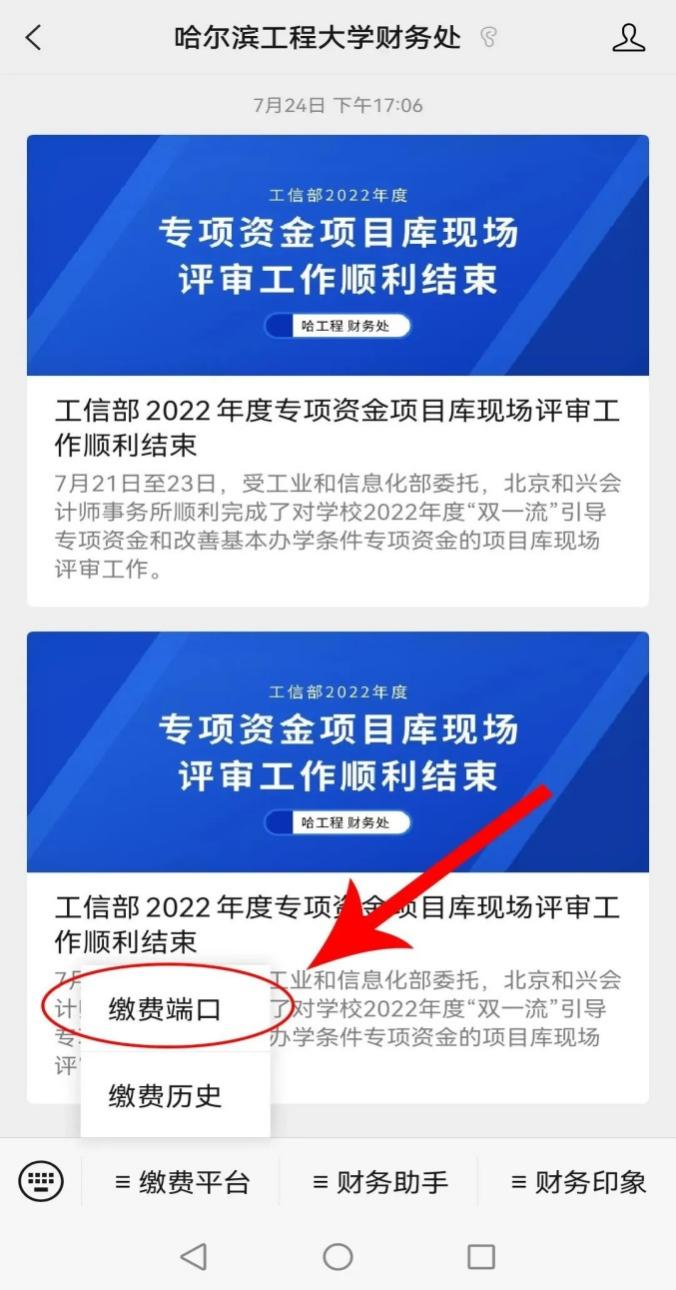 哈尔滨工程大学财务处
7月24日 下午17:06
工信部2022年度
专项资金项目库现场
评审工作顺利结束
哈工程 财务处
工信部 2022 年度专项资金项目库现场评审工
作顺利结束
7月21日至23日，受工业和信息化部委托，北京和兴会
计师事务所顺利完成了对学校2022年度“双一流”引导
专项资金和改善基本办学条件专项资金的项目库现场
评审工作。
工信部2022年度
专项资金项目库现场
评审工作顺利结束
哈工程 财务处
工信部 2022 年度专项资金项目库现场评审工
作顺利结束
7月 工业和信息化部委托，北京和兴会
计 了对学校2022年度“双一流”引导
专 办学条件专项资金的项目库现场
评
缴费端口
缴费历史
缴费平台 财务助手 财务印象